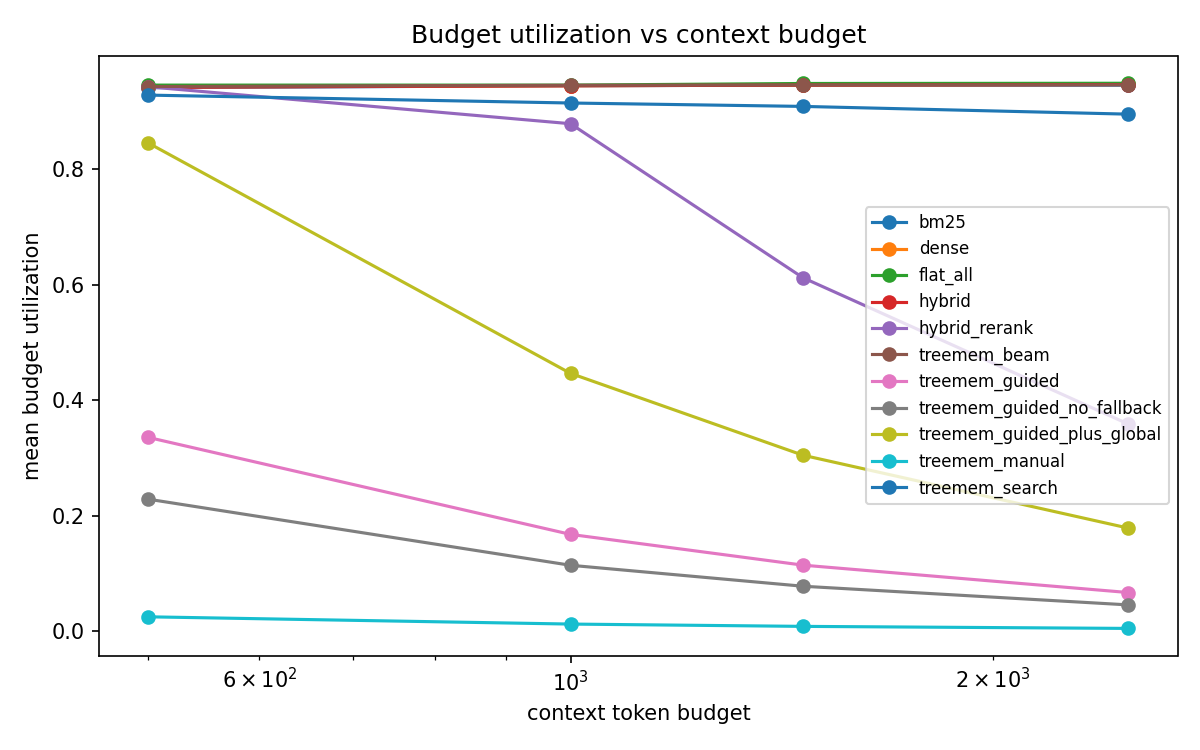 Budget utilization vs context budget
mean budget utilization
0.8
0.6
0.4
0.2
0.0
bm25
dense
flat_all
hybrid
hybrid_rerank
treemem_beam
treemem_guided
treemem_guided_no_fallback
treemem_guided_plus_global
treemem_manual
treemem_search
6 × 10²
10³
2 × 10³
context token budget